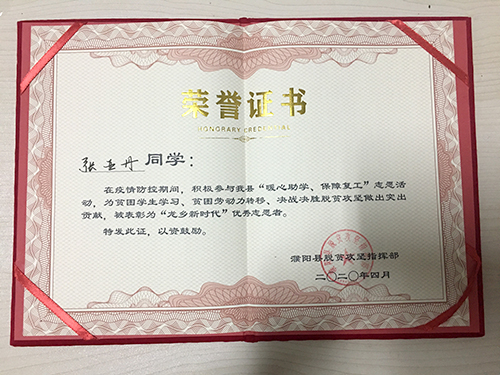 荣誉证书
HONORARY CREDENTIAL
张亚丹 同学：
在疫情防控期间，积极参与我县“暖心助学、保障复工”志愿活
动，为贫困学生学习、贫困劳动力转移、决战决胜脱贫攻坚做出突出
贡献，被表彰为“龙乡新时代”优秀志愿者。
特发此证，以资鼓励。
濮阳县脱贫攻坚指挥部
二〇二〇年四月